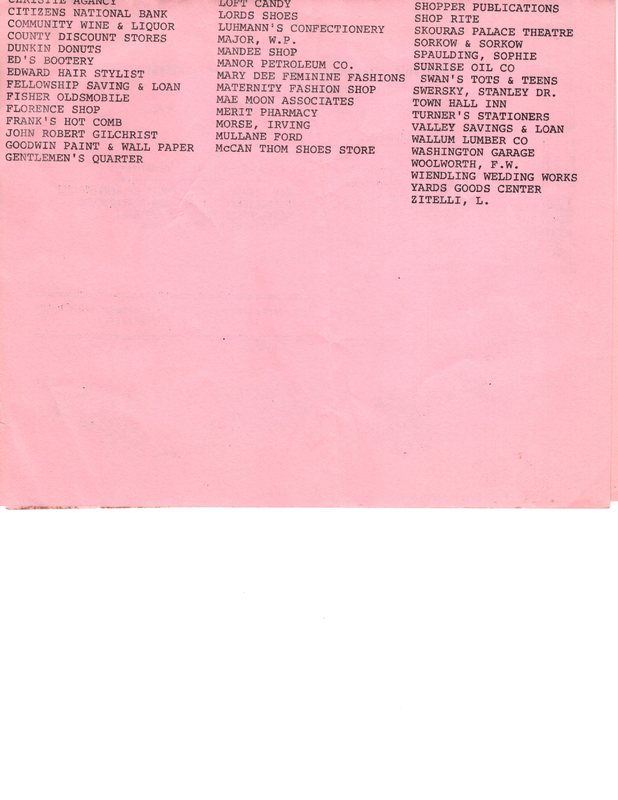 CHRISTIE AGANCY
CITIZENS NATIONAL BANK
COMMUNITY WINE & LIQUOR
COUNTY DISCOUNT STORES
DUNKIN DONUTS
ED'S BOOTERY
EDWARD HAIR STYLIST
FELLOWSHIP SAVING & LOAN
FISHER OLDSMOBILE
FLORENCE SHOP
FRANK'S HOT COMB
JOHN ROBERT GILCHRIST
GOODWIN PAINT & WALL PAPER
GENTLEMEN'S QUARTER
LOFT CANDY
LORDS SHOES
LUHMANN'S CONFECTIONERY
MAJOR, W.P.
MANDEE SHOP
MANOR PETROLEUM CO.
MARY DEE FEMININE FASHIONS
MATERNITY FASHION SHOP
MAE MOON ASSOCIATES
MERIT PHARMACY
MORSE, IRVING
MULLANE FORD
McCAN THOM SHOES STORE
SHOPPER PUBLICATIONS
SHOP RITE
SKOURAS PALACE THEATRE
SORKOW & SORKOW
SPAULDING, SOPHIE
SUNRISE OIL CO
SWAN'S TOTS & TEENS
SWERSKY, STANLEY DR.
TOWN HALL INN
TURNER'S STATIONERS
VALLEY SAVINGS & LOAN
WALLUM LUMBER CO
WASHINGTON GARAGE
WOOLWORTH, F.W.
WIENDLING WELDING WORKS
YARDS GOODS CENTER
ZITELLI, L.